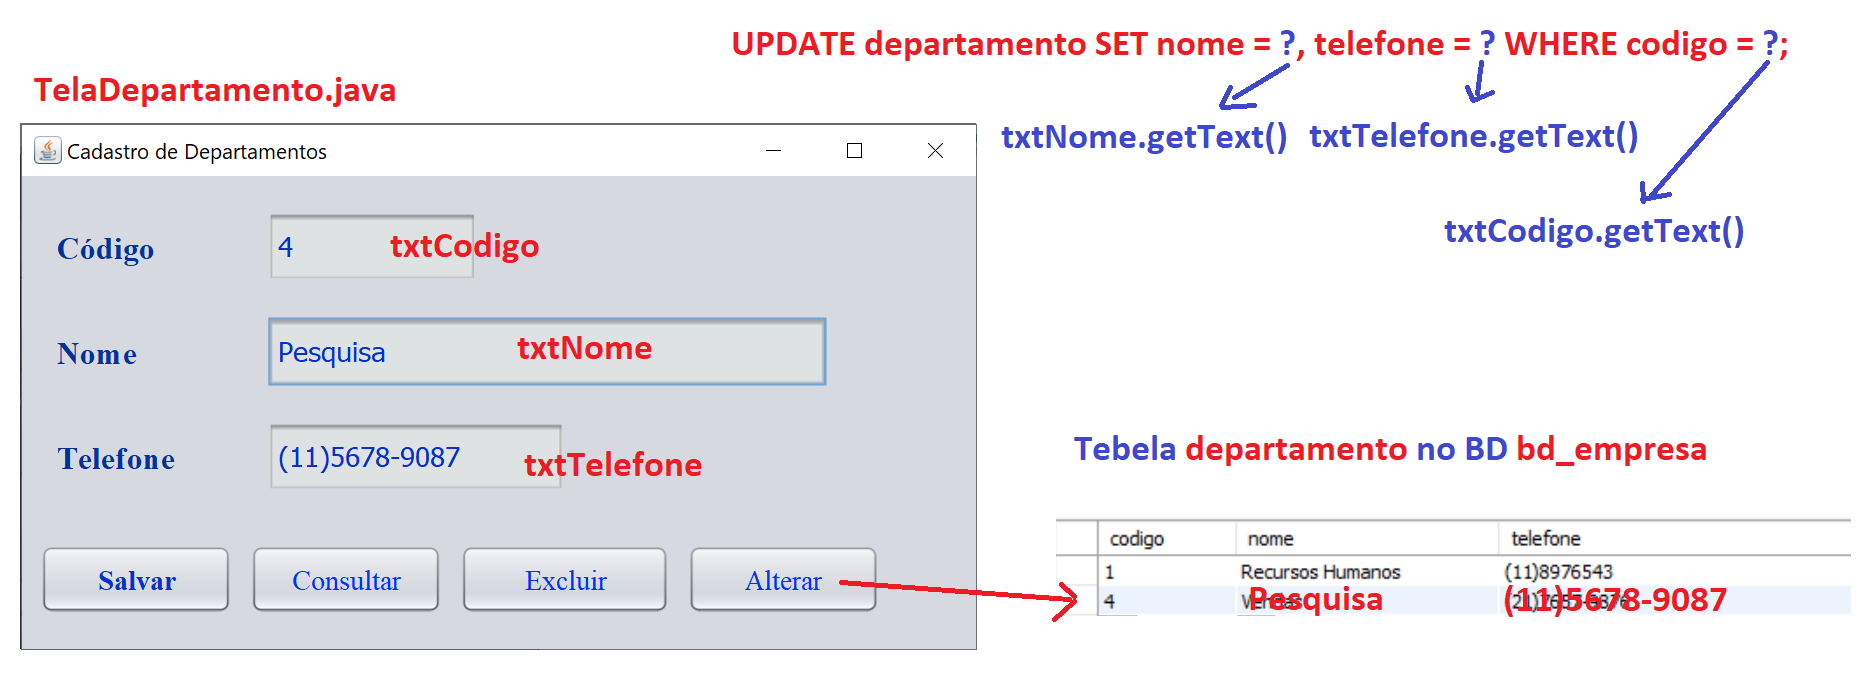 UPDATE departamento SET nome = ?, telefone = ? WHERE codigo = ?;
TelaDepartamento.java
txtNome.getText() txtTelefone.getText()
Cadastro de Departamentos
txtCodigo.getText()
Código 4 txtCodigo
Nome Pesquisa txtNome
Telefone (11)5678-9087 txtTelefone
Tebela departamento no BD bd_empresa
codigo nome telefone
1 Recursos Humanos (11)8976543
4 Pesquisa (11)5678-9087
Salvar Consultar Excluir Alterar